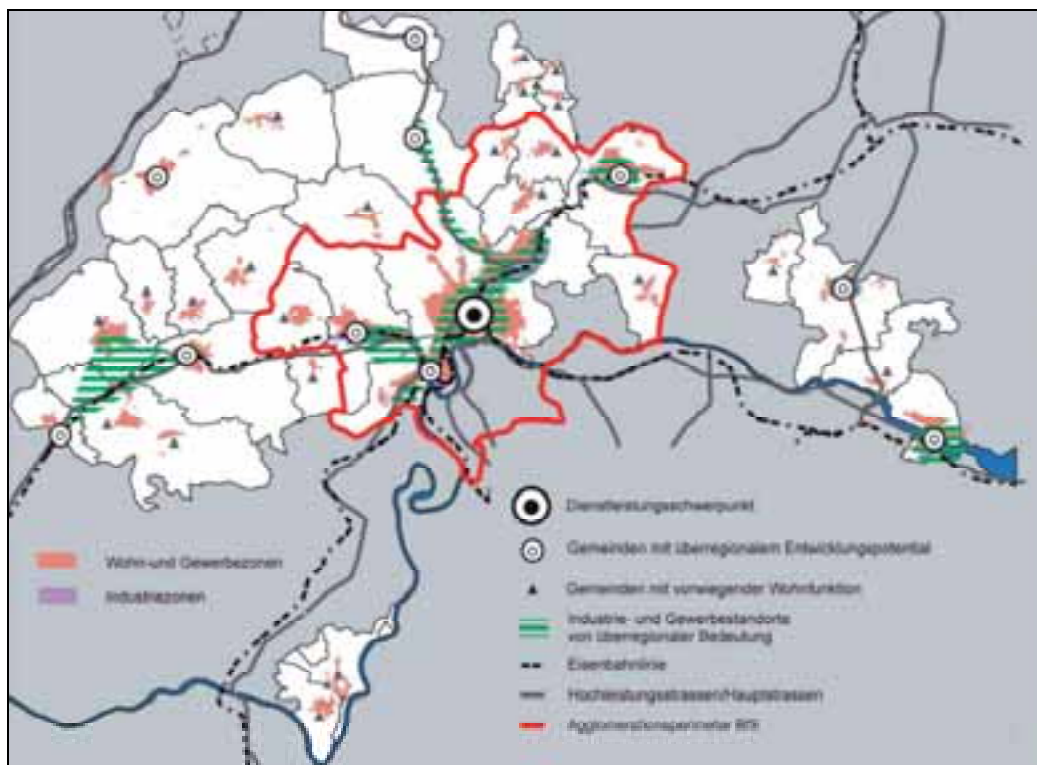 Wohn-und Gewerbezonen
Industriezonen
Dienstleistungsschwerpunkt
Gemeinden mit überregionalem Entwicklungspotential
Gemeinden mit vorwiegender Wohnfunktion
Industrie- und Gewerbestandorte
von überregionaler Bedeutung
Eisenbahnlinie
Hochleistungsstrassen/Hauptstrassen
Agglomerationsperimeter BfS